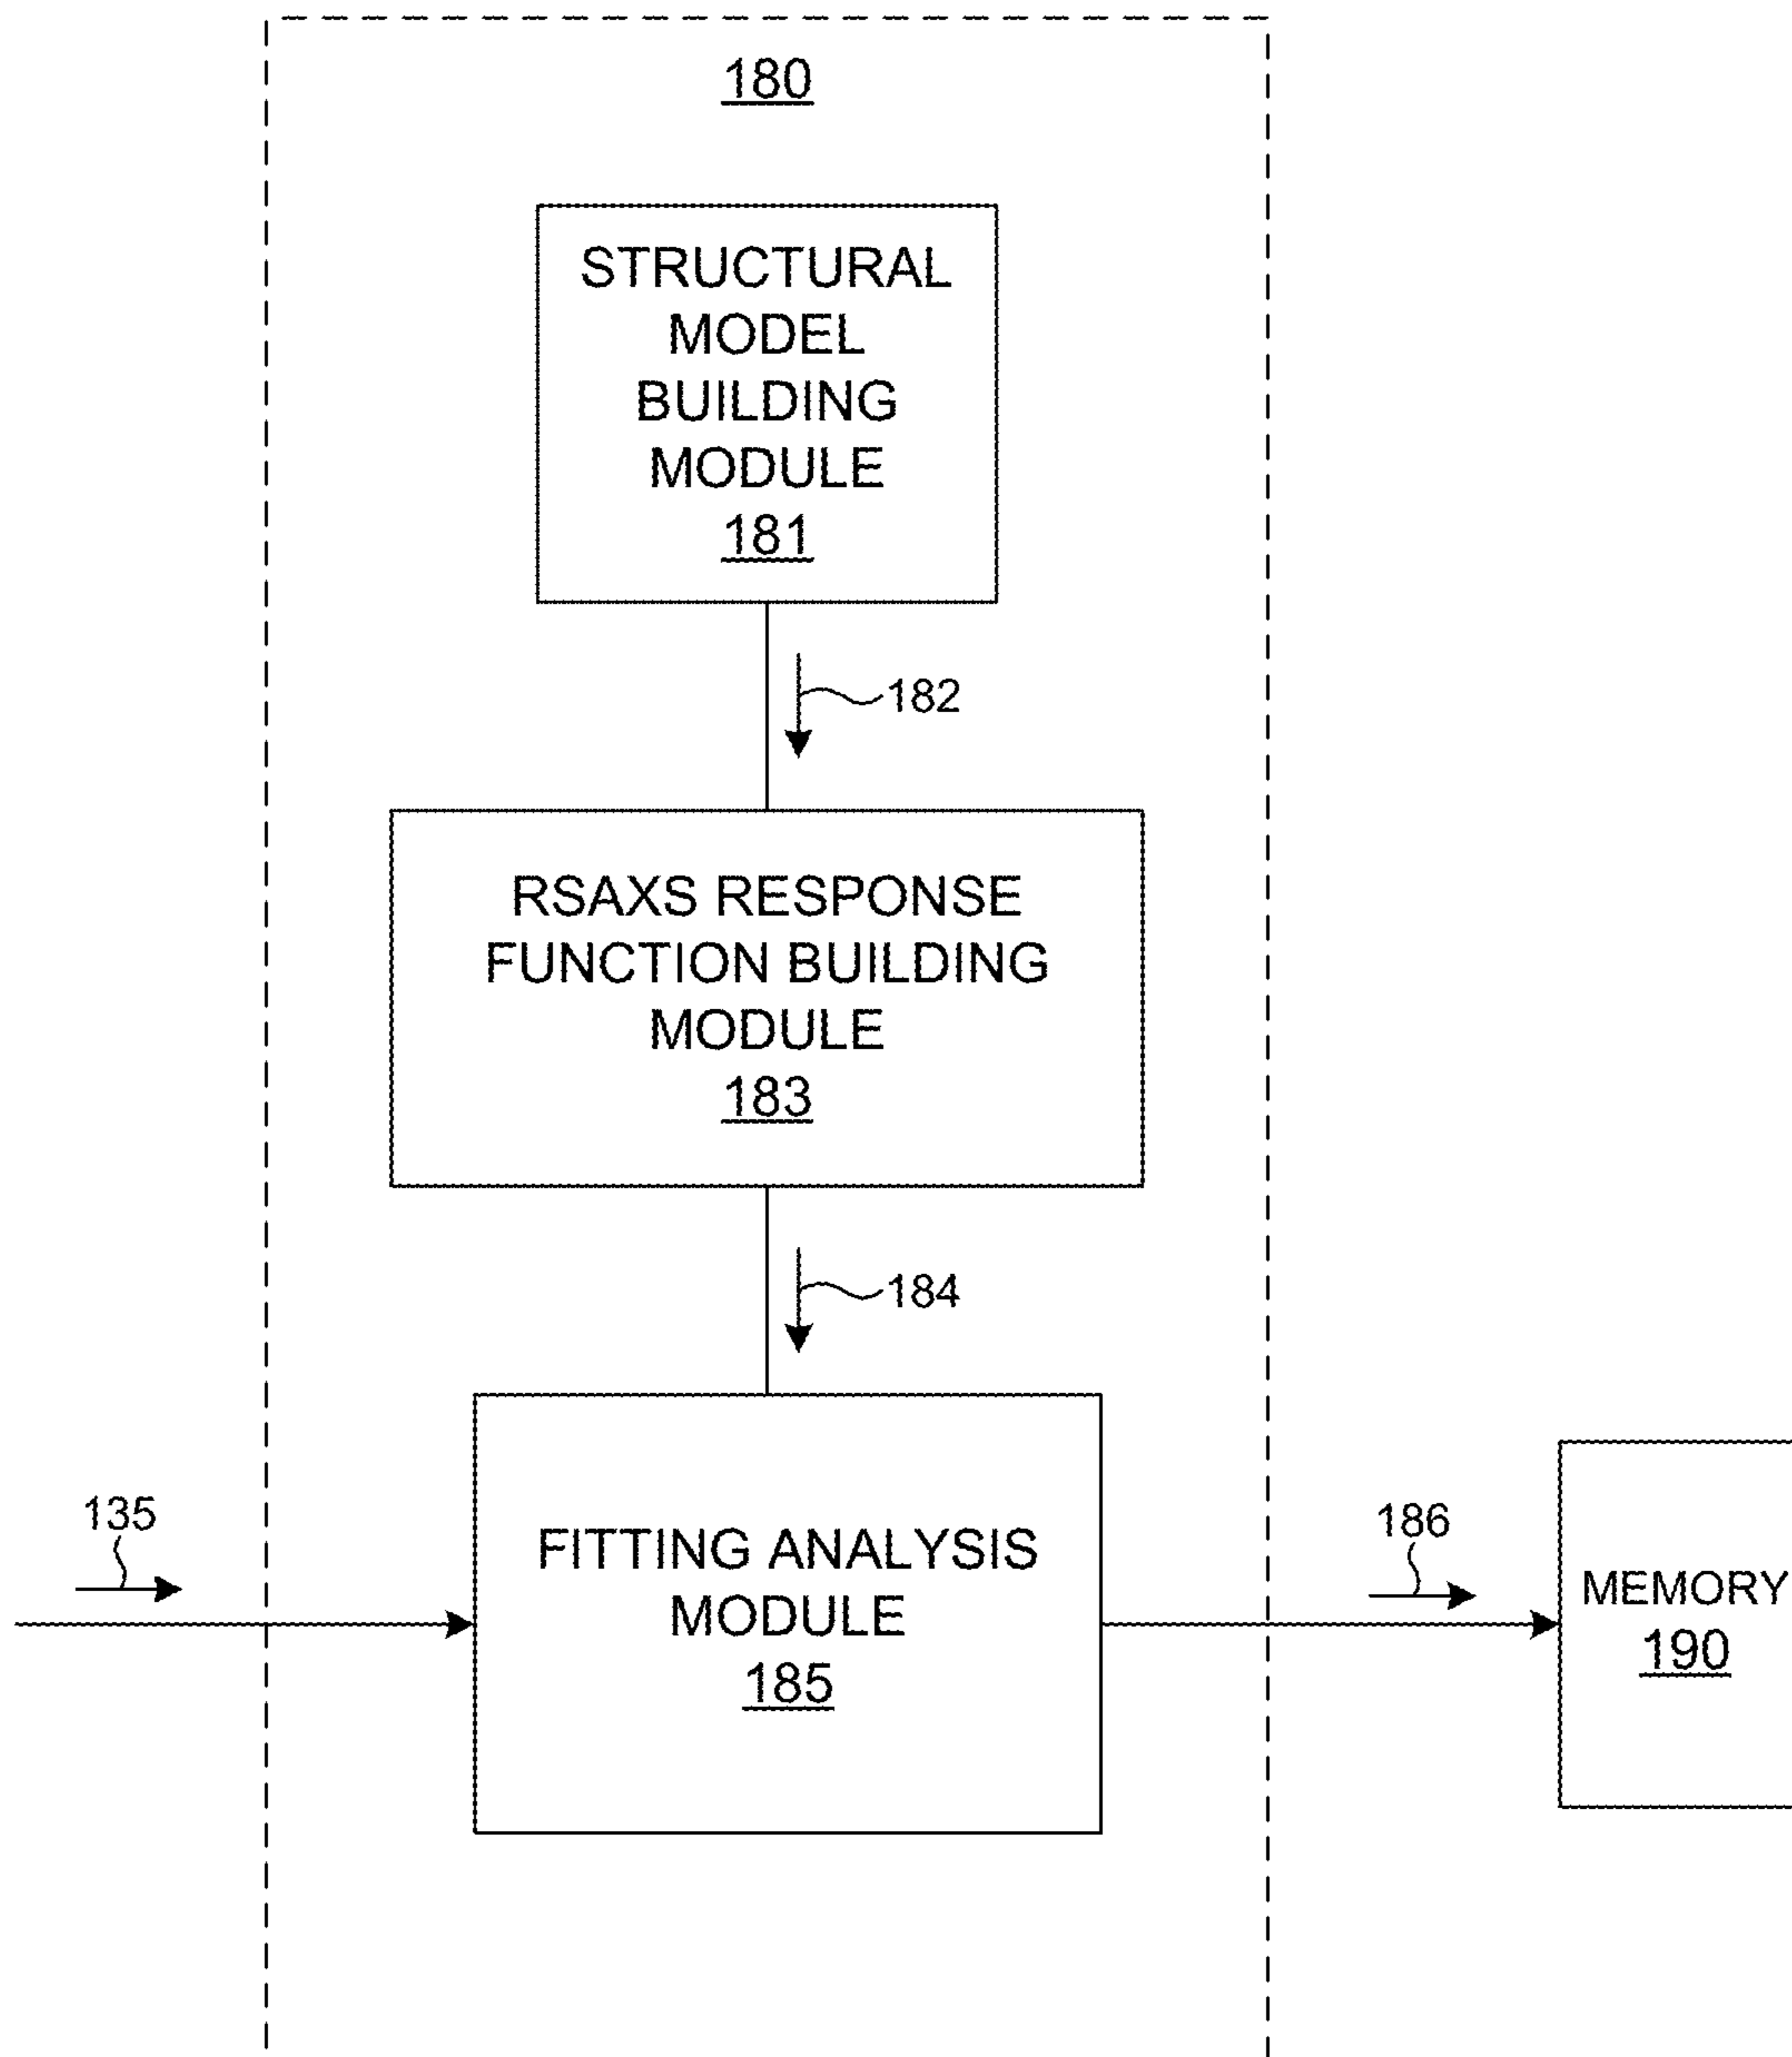 180
STRUCTURAL
MODEL
BUILDING
MODULE
181
182
RSAXS RESPONSE
FUNCTION BUILDING
MODULE
183
184
135
FITTING ANALYSIS
MODULE
185
186
MEMORY
190